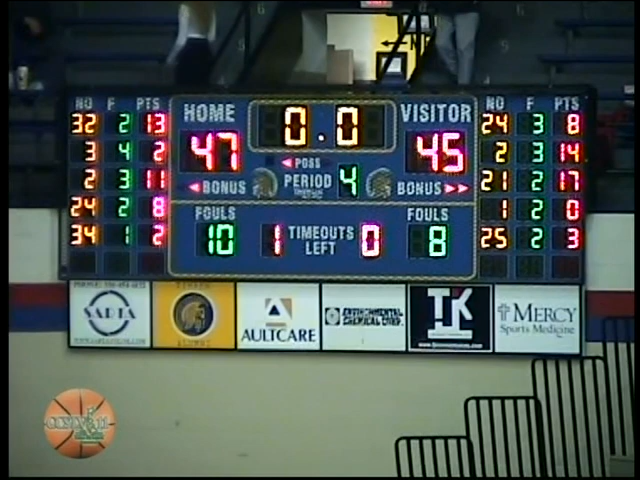 NO F PTS
32 2 13
3 4 2
2 3 11
24 2 8
34 1 2
HOME
47
◄BONUS
0.0
◄ POSS
PERIOD 4
VISITOR
45
BONUS►►
FOULS
10
1 TIMEOUTS LEFT 0
FOULS
8
NO F PTS
24 3 8
2 3 14
21 2 17
1 2 0
25 2 3
SARTA
ALUMNI
AULTCARE
ENVIRONMENTAL
CHEMICAL CORP.
TK
MERCY
Sports Medicine